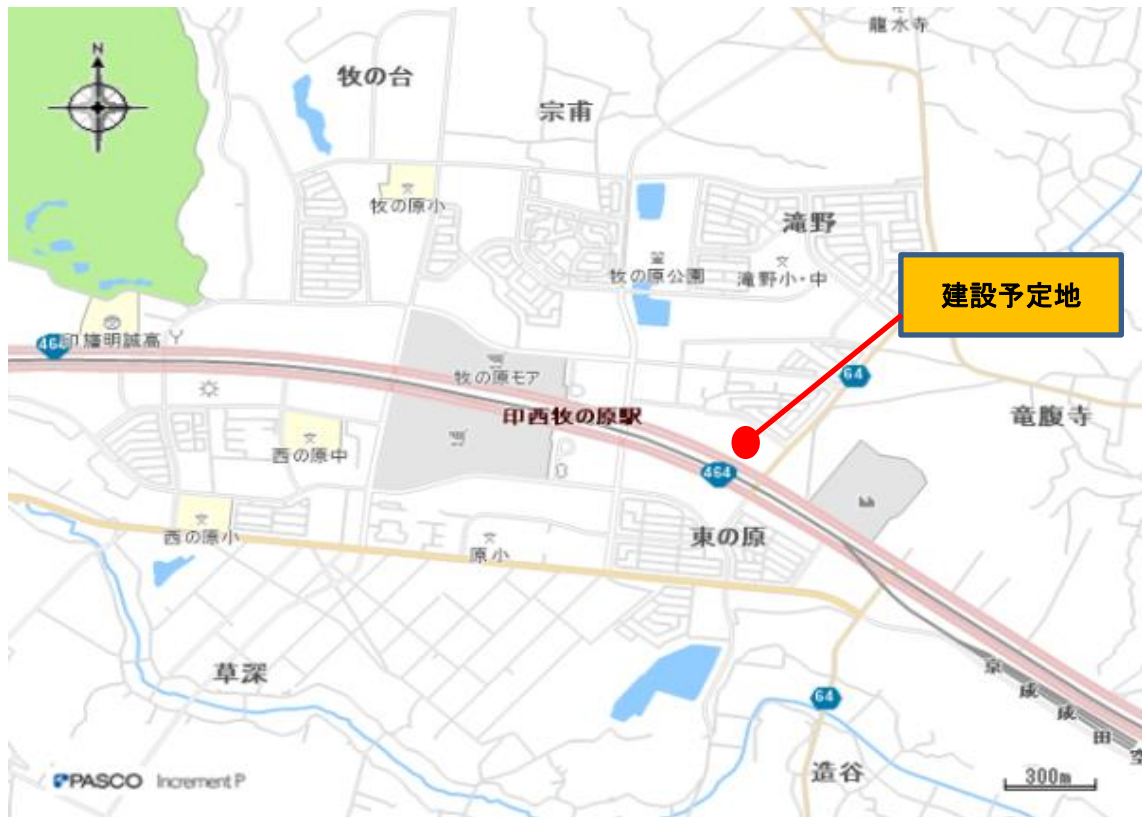 龍水寺
N
牧の台
宗甫
牧の原小
滝野
牧の原公園
滝野小・中
建設予定地
464
印旛明誠高
牧の原モア
64
印西牧の原駅
竜腹寺
西の原中
464
東の原
西の原小
原小
草深
京成成田空
64
造谷
300m
PASCO Increment P